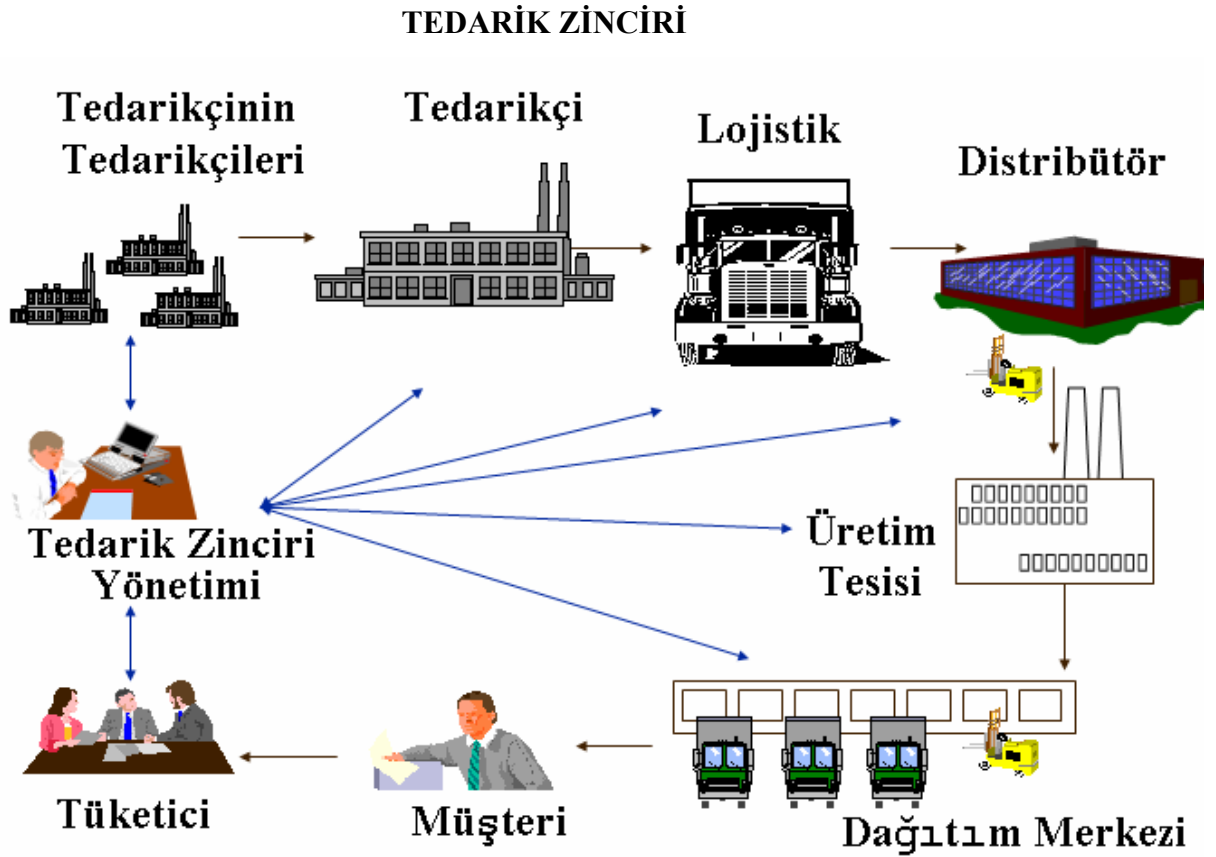 TEDARİK ZİNCİRİ
Tedarikçinin
Tedarikçileri
Tedarikçi
Lojistik
Distribütör
Tedarik Zinciri
Yönetimi
Üretim
Tesisi
Tüketici
Müşteri
Dağıtım Merkezi